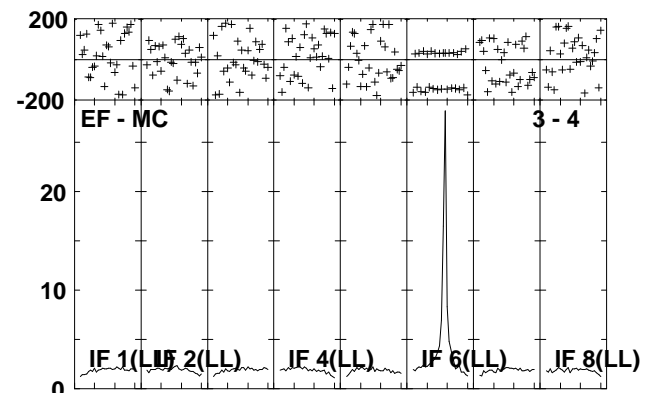 200
-200
EF - MC 3 - 4
20
10
IF 1(LL) IF 2(LL) IF 4(LL) IF 6(LL) IF 8(LL)
0